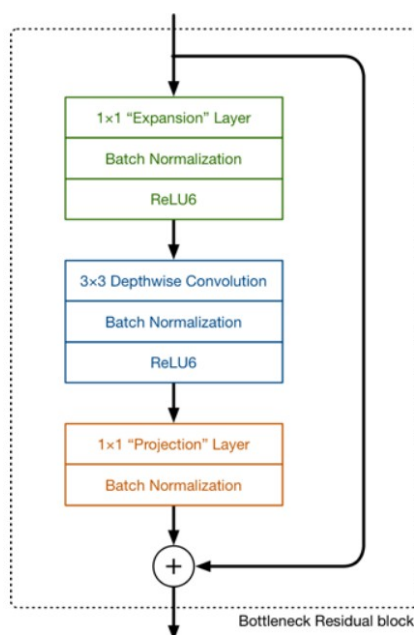 1×1 “Expansion” Layer
Batch Normalization
ReLU6
3×3 Depthwise Convolution
Batch Normalization
ReLU6
1×1 “Projection” Layer
Batch Normalization
+
Bottleneck Residual block